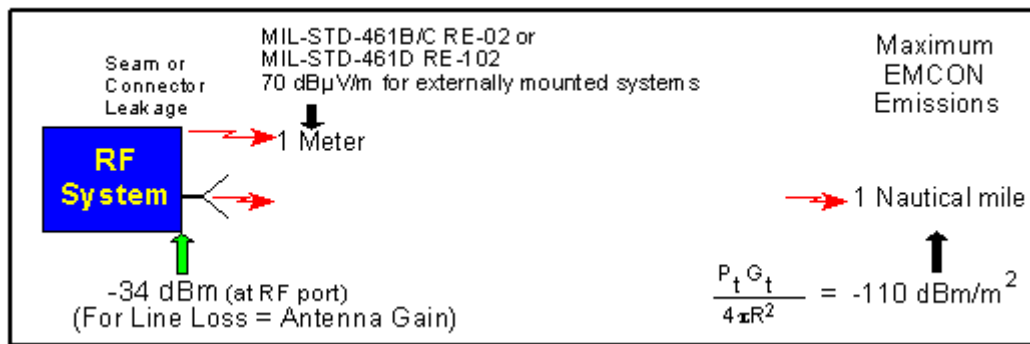 MIL-STD-461B/C RE-02 or
MIL-STD-461D RE-102
70 dBµV/m for externally mounted systems
Seam or
Connector
Leakage
Maximum
EMCON
Emissions
1 Meter
RF
System
1 Nautical mile
-34 dBm (at RF port)
(For Line Loss = Antenna Gain)
P_t G_t
4πR² = -110 dBm/m²